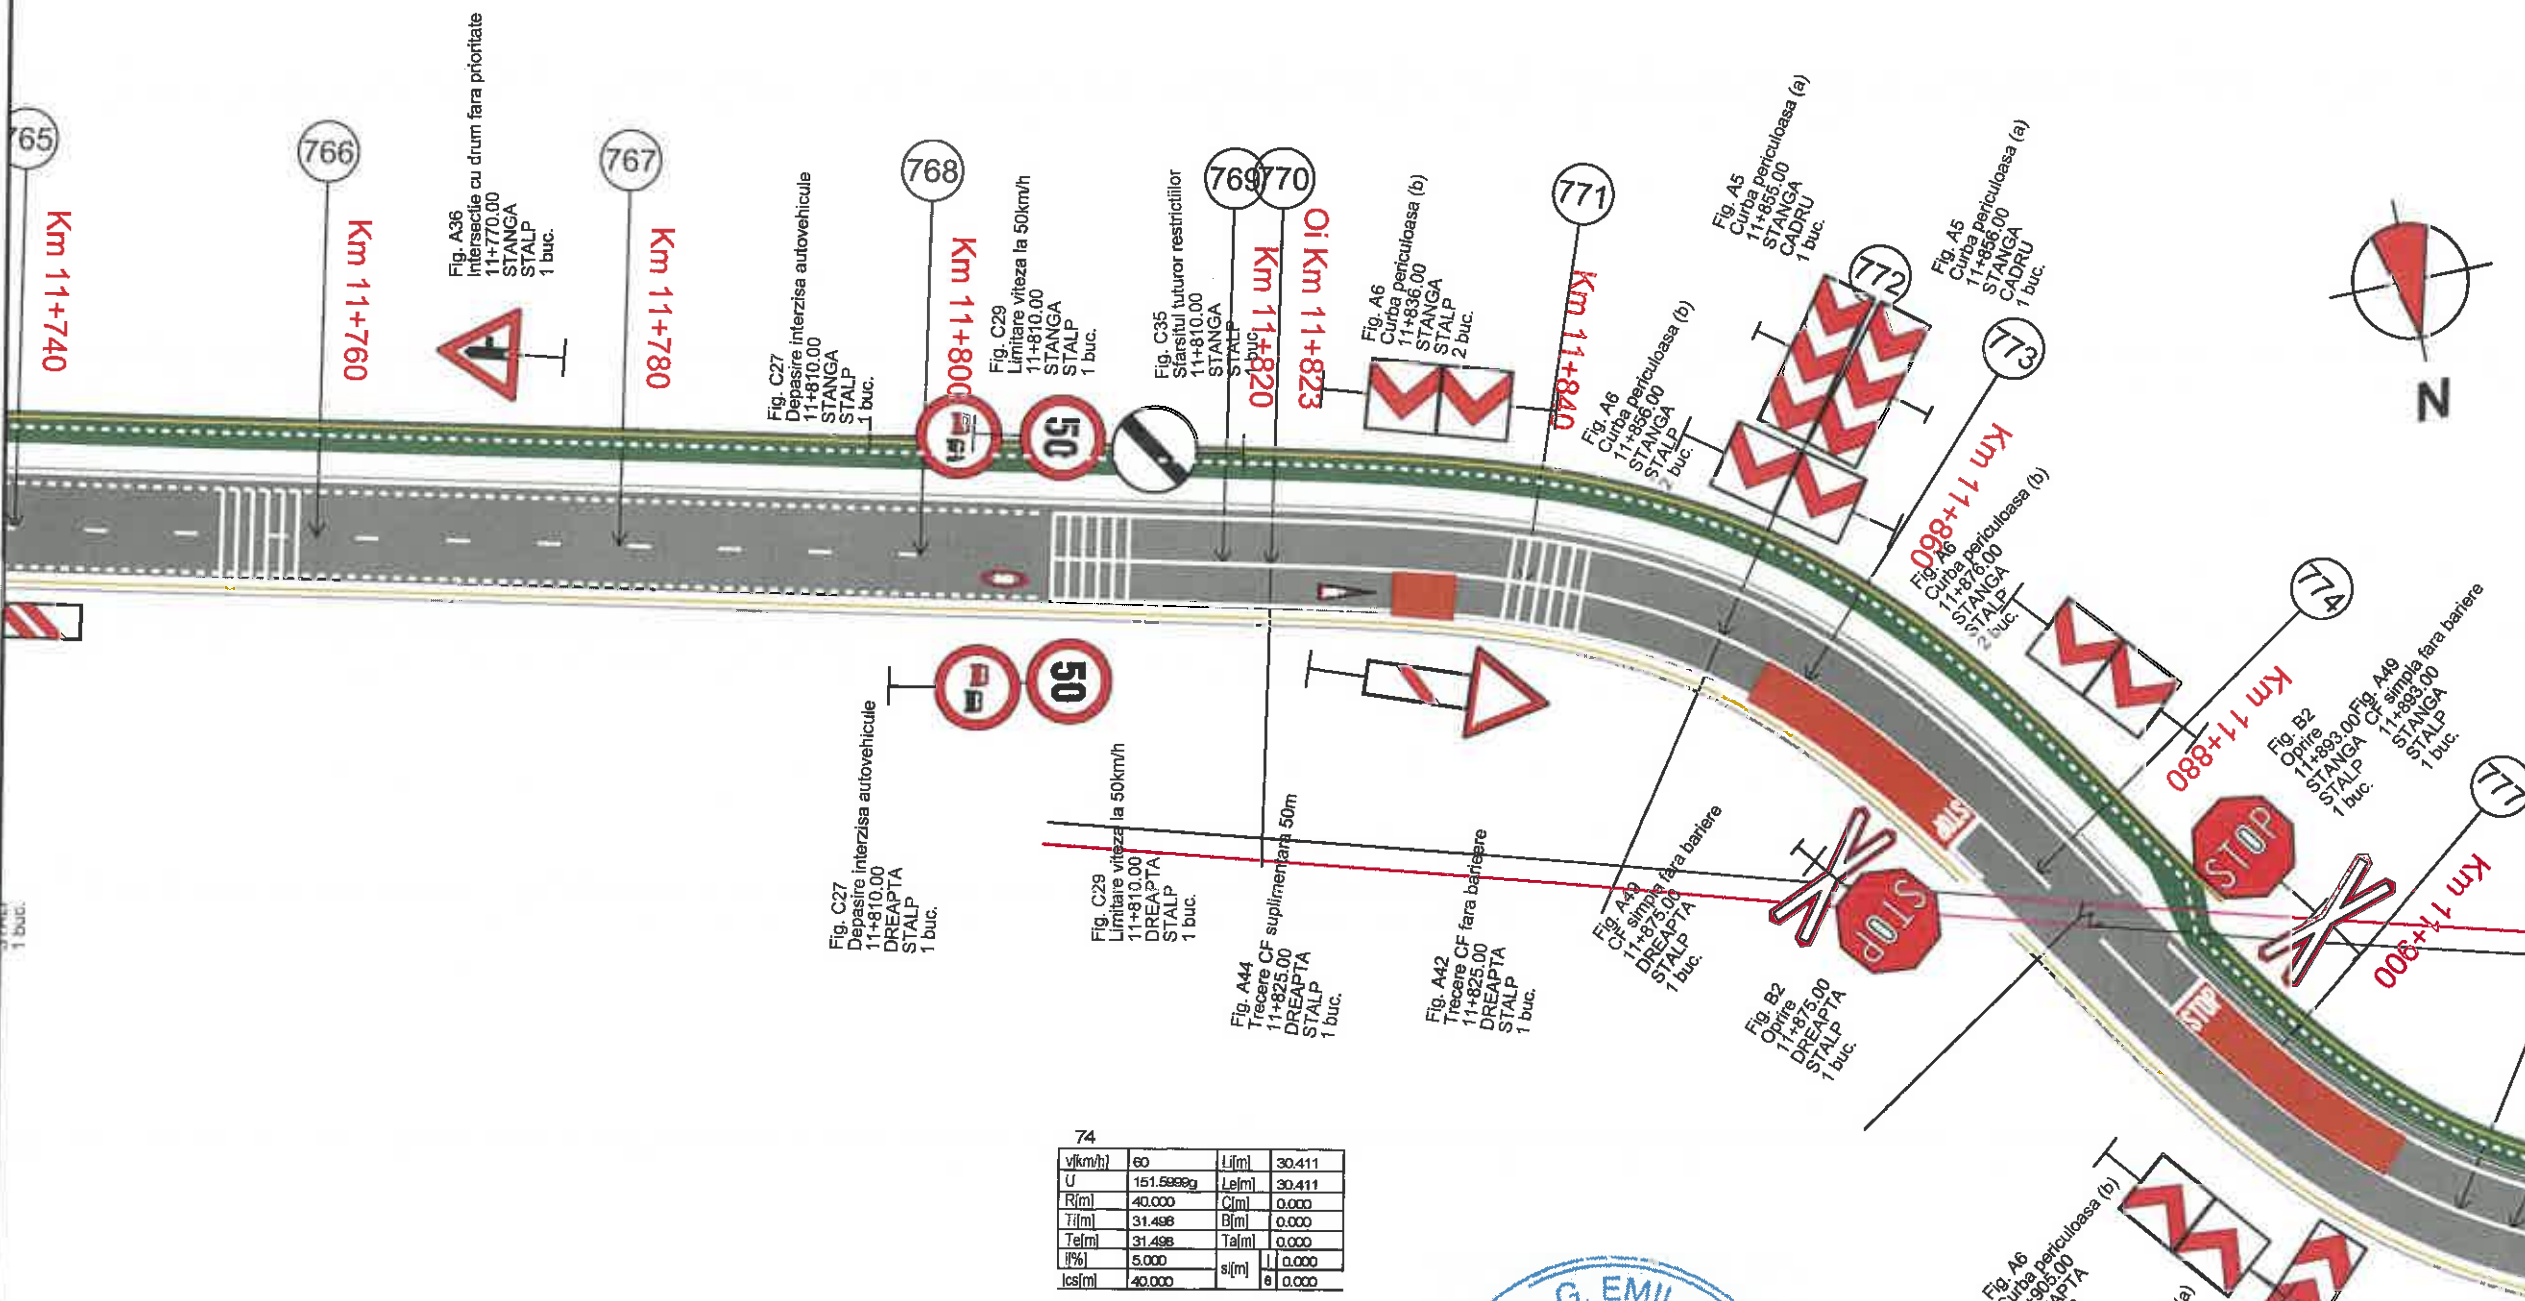 765
Km 11+740
766
Km 11+760
Fig. A36
Intersectie cu drum fara prioritate
11+770.00
STANGA
STALP
1 buc.
767
Km 11+780
Fig. C27
Depasire interzisa autovehicule
11+810.00
STANGA
STALP
1 buc.
768
Km 11+800
Fig. C29
Limitare viteza la 50km/h
11+810.00
STANGA
STALP
1 buc.
50
Fig. C35
Sfarsitul tuturor restrictiilor
11+810.00
STANGA
STALP
1 buc.
769
Km 11+820
770
Oi Km 11+823
Fig. A6
Curba periculoasa (b)
11+836.00
STANGA
STALP
2 buc.
771
Km 11+840
Fig. A5
Curba periculoasa (a)
11+855.00
STANGA
CADRU
1 buc.
Fig. A6
Curba periculoasa (b)
11+856.00
STANGA
STALP
2 buc.
772
Fig. A5
Curba periculoasa (a)
11+856.00
STANGA
CADRU
1 buc.
773
Km 11+860
Fig. A6
Curba periculoasa (b)
11+876.00
STANGA
STALP
2 buc.
774
Km 11+880
Fig. B2
Oprire
11+893.00
STANGA
STALP
1 buc.
Fig. A49
CF simpla fara bariere
11+893.00
STANGA
STALP
1 buc.
777
Km 11+900
N
STOP
STOP
STOP
STOP
1 buc.
50
Fig. C27
Depasire interzisa autovehicule
11+810.00
DREAPTA
STALP
1 buc.
Fig. C29
Limitare viteza la 50km/h
11+810.00
DREAPTA
STALP
1 buc.
Fig. A44
Trecere CF suplimentara 50m
11+825.00
DREAPTA
STALP
1 buc.
Fig. A42
Trecere CF fara barieere
11+825.00
DREAPTA
STALP
1 buc.
Fig. A49
CF simpla fara bariere
11+875.00
DREAPTA
STALP
1 buc.
Fig. B2
Oprire
11+875.00
DREAPTA
STALP
1 buc.
74
v[km/h] 60 Li[m] 30.411
U 151.5999g Le[m] 30.411
R[m] 40.000 C[m] 0.000
Ti[m] 31.498 B[m] 0.000
Te[m] 31.498 Ta[m] 0.000
i[%] 5.000 s[m] i 0.000
lcs[m] 40.000 e 0.000
G. EMIL
Fig. A6
Curba periculoasa (b)